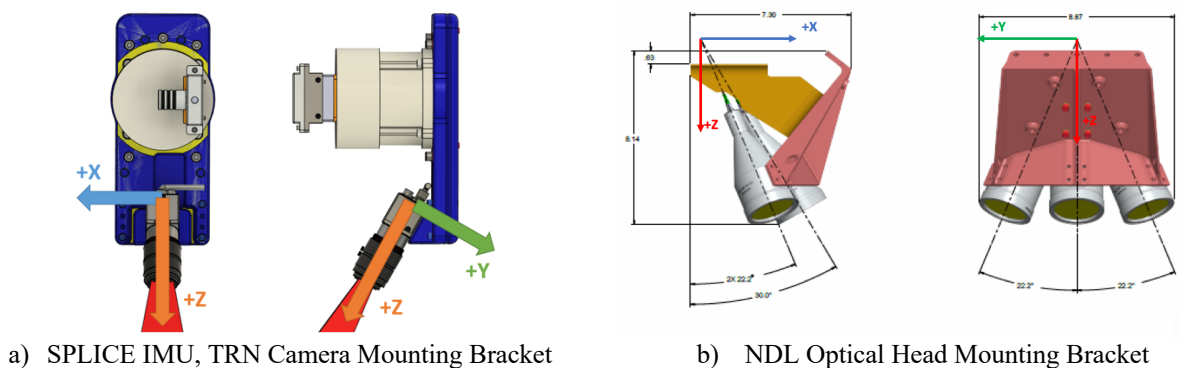 +X
+Z
+Y
+Z
7.30
+X
.63
+Z
8.14
2X 22.2°
30.0°
8.87
+Y
+Z
22.2°
22.2°
a) SPLICE IMU, TRN Camera Mounting Bracket
b) NDL Optical Head Mounting Bracket